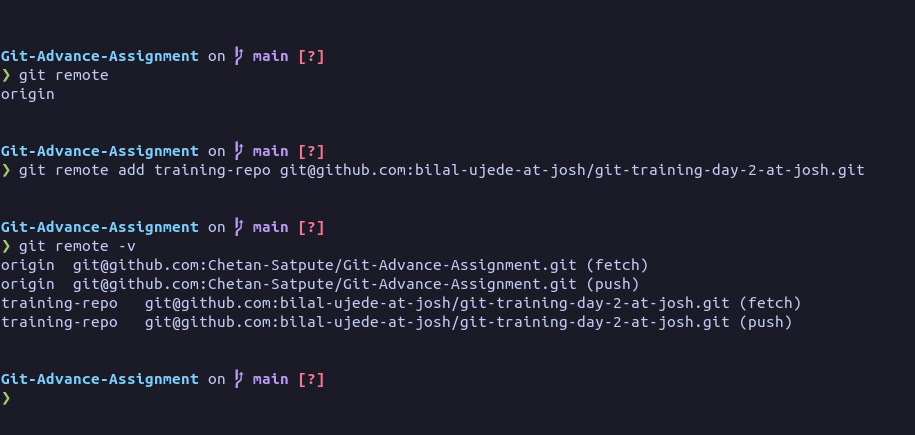 Git-Advance-Assignment on  main [?]
❯ git remote
origin
Git-Advance-Assignment on  main [?]
❯ git remote add training-repo git@github.com:bilal-ujede-at-josh/git-training-day-2-at-josh.git
Git-Advance-Assignment on  main [?]
❯ git remote -v
origin  git@github.com:Chetan-Satpute/Git-Advance-Assignment.git (fetch)
origin  git@github.com:Chetan-Satpute/Git-Advance-Assignment.git (push)
training-repo   git@github.com:bilal-ujede-at-josh/git-training-day-2-at-josh.git (fetch)
training-repo   git@github.com:bilal-ujede-at-josh/git-training-day-2-at-josh.git (push)
Git-Advance-Assignment on  main [?]
❯